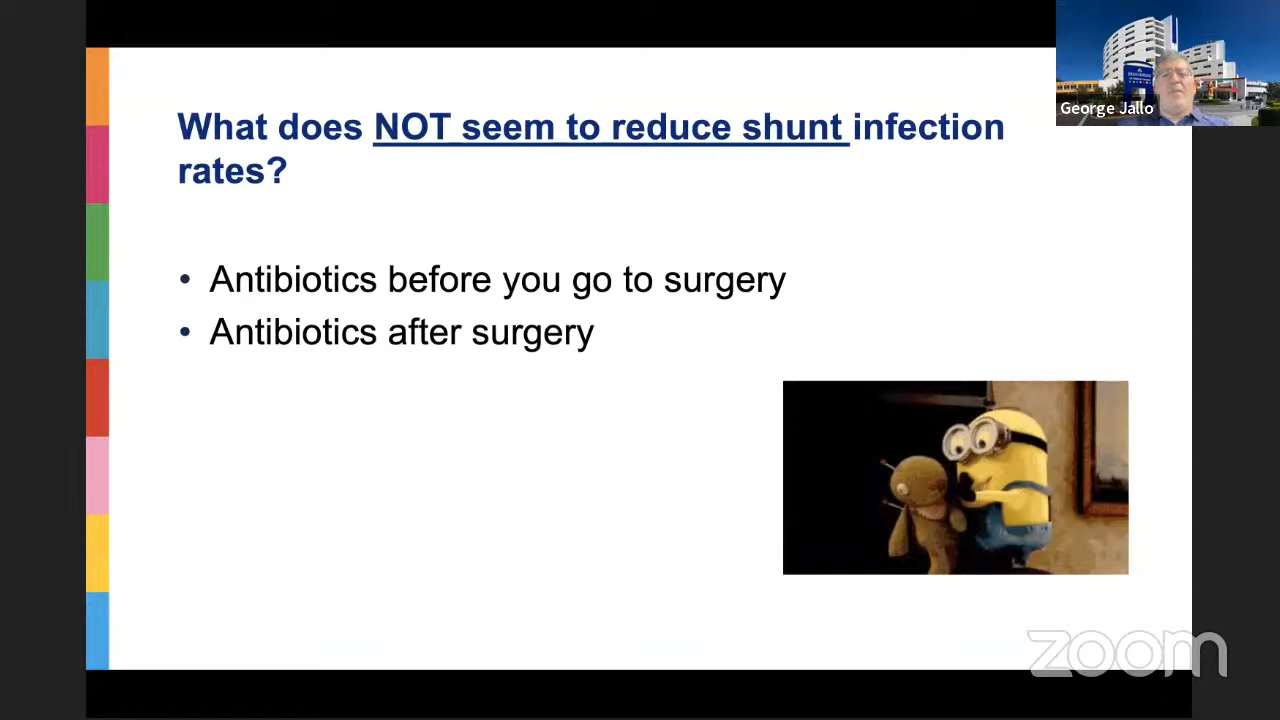 George Jallo
What does NOT seem to reduce shunt infection
rates?
• Antibiotics before you go to surgery
• Antibiotics after surgery
zoom